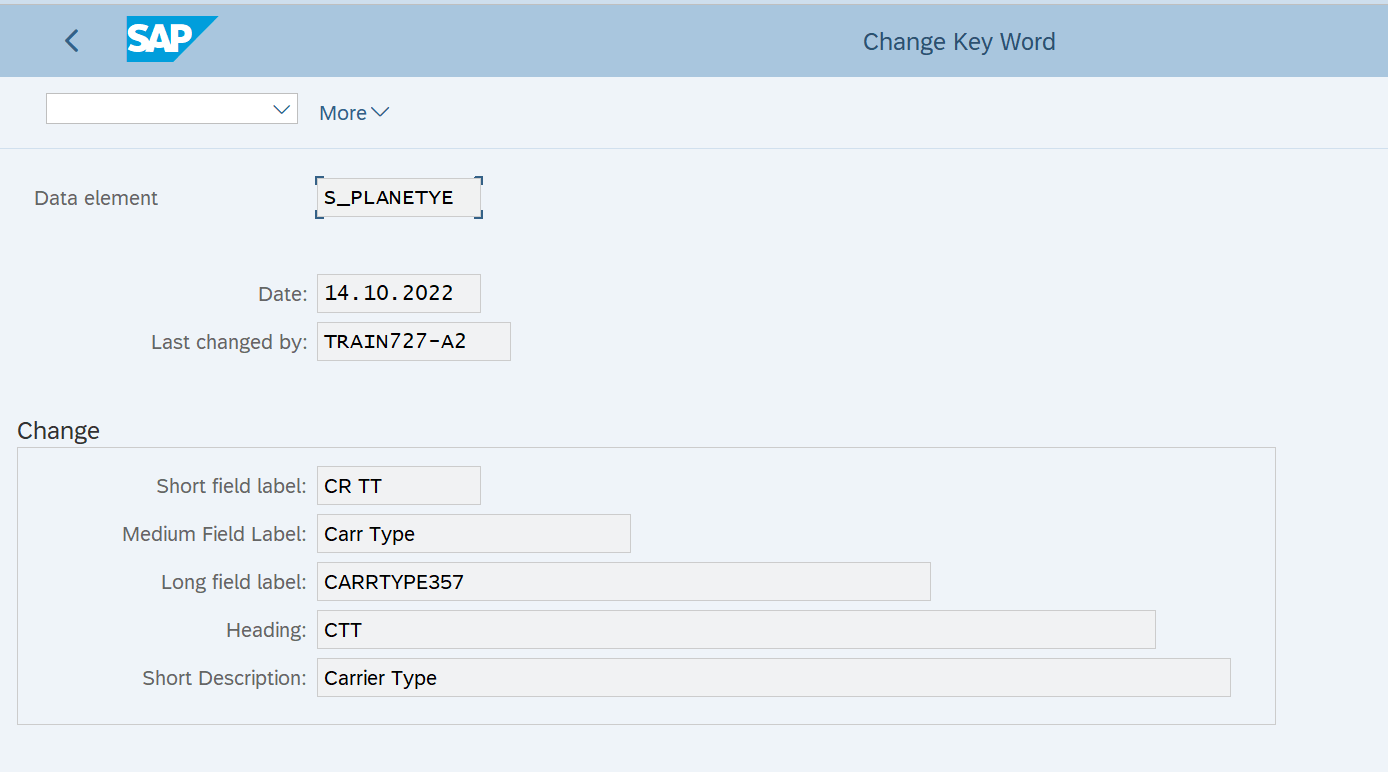 SAP Change Key Word
More
Data element S_PLANETYE
Date: 14.10.2022
Last changed by: TRAIN727-A2
Change
Short field label: CR TT
Medium Field Label: Carr Type
Long field label: CARRTYPE357
Heading: CTT
Short Description: Carrier Type